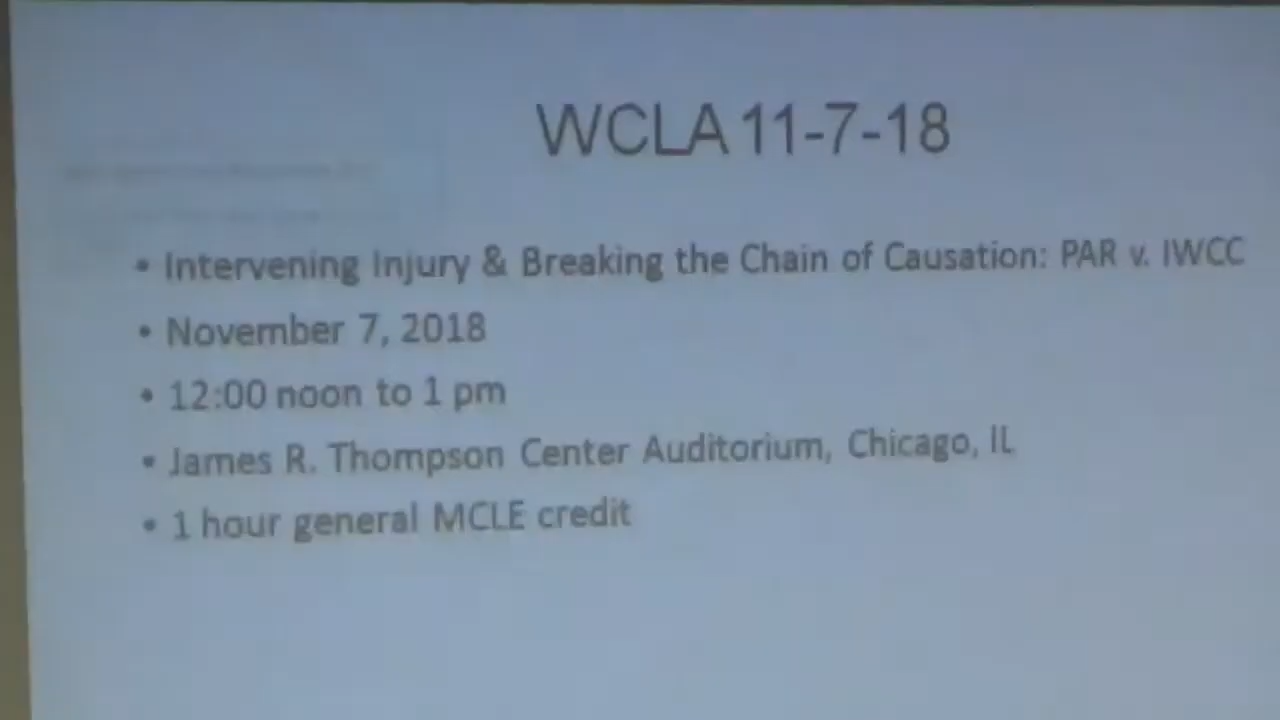 WCLA 11-7-18
• Intervening Injury & Breaking the Chain of Causation: PAR v. IWCC
• November 7, 2018
• 12:00 noon to 1 pm
• James R. Thompson Center Auditorium, Chicago, IL
• 1 hour general MCLE credit